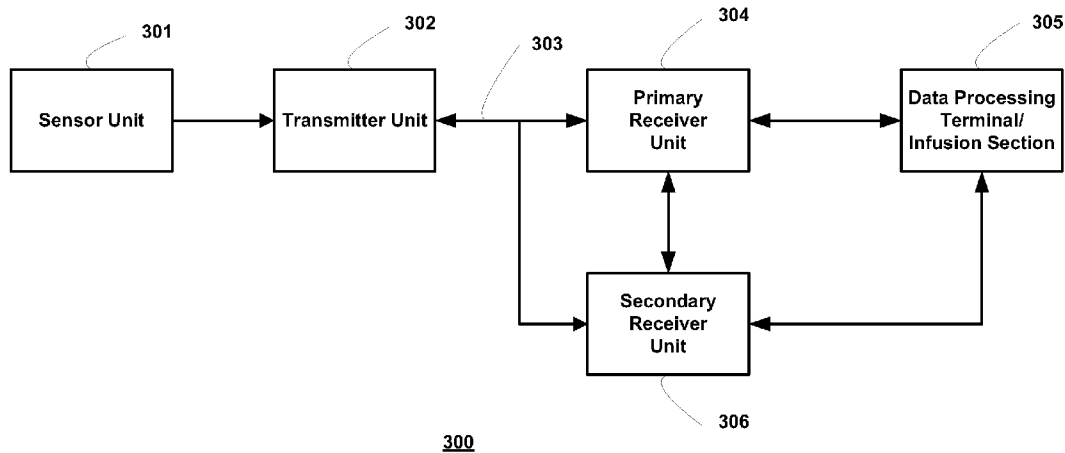 301
302
303
304
305
Sensor Unit
Transmitter Unit
Primary
Receiver
Unit
Data Processing
Terminal/
Infusion Section
Secondary
Receiver
Unit
306
300